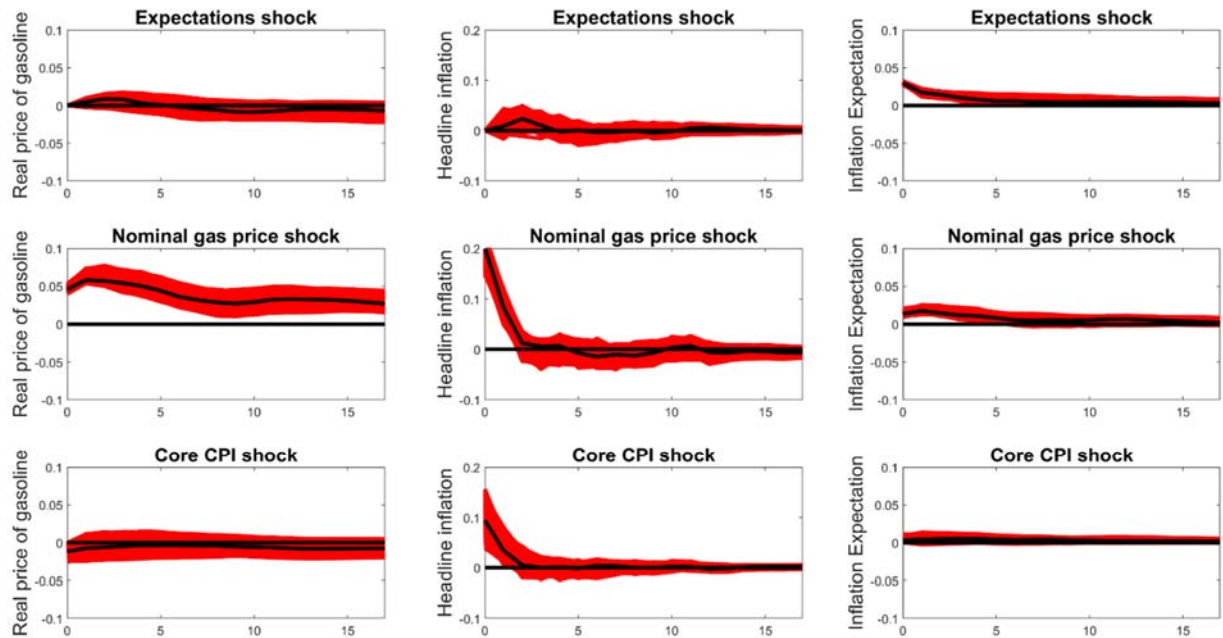 Expectations shock
Real price of gasoline
0.1
0.05
0
-0.05
-0.1
0 5 10 15
Expectations shock
Headline inflation
0.2
0.1
0
-0.1
0 5 10 15
Expectations shock
Inflation Expectation
0.1
0.05
0
-0.05
-0.1
0 5 10 15
Nominal gas price shock
Real price of gasoline
0.1
0.05
0
-0.05
-0.1
0 5 10 15
Nominal gas price shock
Headline inflation
0.2
0.1
0
-0.1
0 5 10 15
Nominal gas price shock
Inflation Expectation
0.1
0.05
0
-0.05
-0.1
0 5 10 15
Core CPI shock
Real price of gasoline
0.1
0.05
0
-0.05
-0.1
0 5 10 15
Core CPI shock
Headline inflation
0.2
0.1
0
-0.1
0 5 10 15
Core CPI shock
Inflation Expectation
0.1
0.05
0
-0.05
-0.1
0 5 10 15